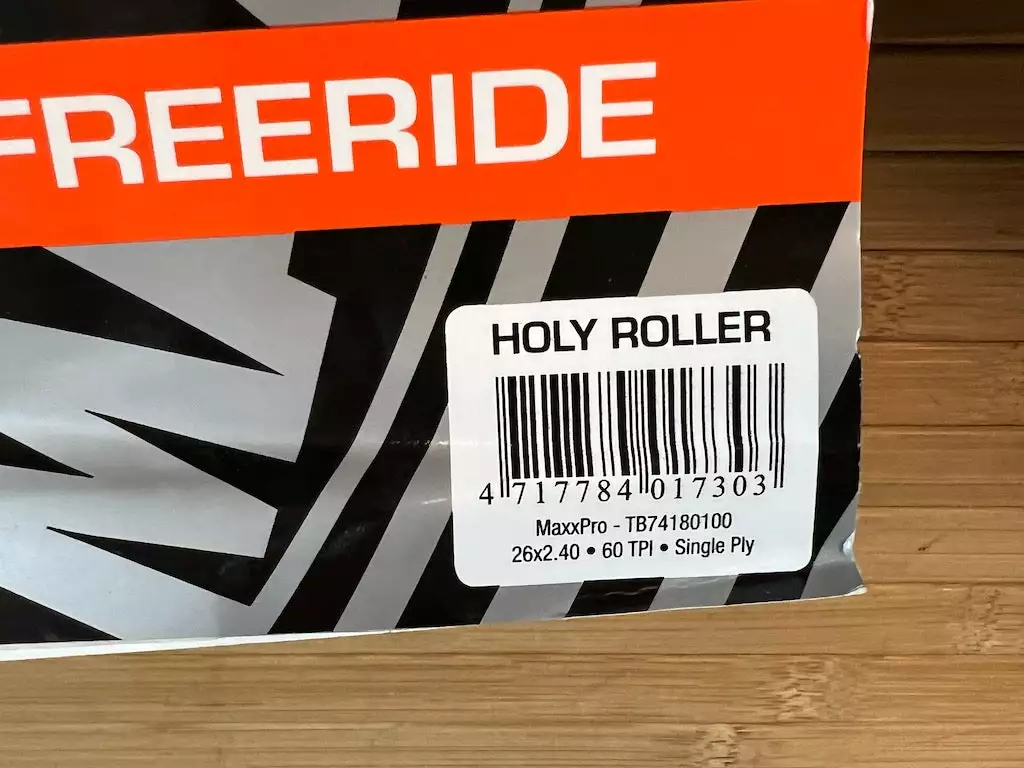 FREERIDE
HOLY ROLLER
4 717784 017303
MaxxPro - TB74180100
26x2.40 • 60 TPI • Single Ply